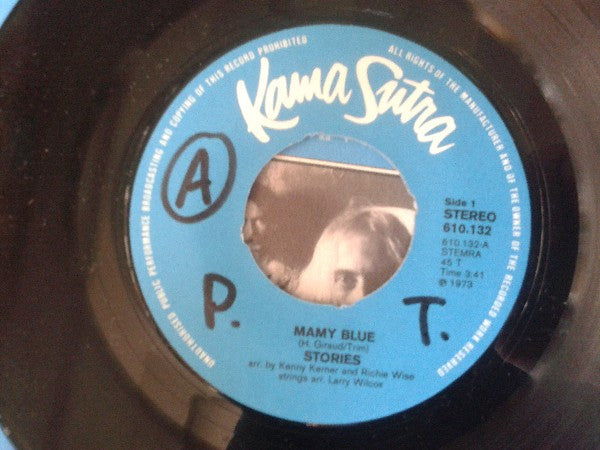 UNAUTHORISED PUBLIC PERFORMANCE BROADCASTING AND COPYING OF THIS RECORD PROHIBITED
ALL RIGHTS OF THE MANUFACTURER AND OF THE OWNER OF THE RECORDED WORK RESERVED
Kama Sutra
A
P.
T.
Side 1
STEREO
610.132
610.132-A
STEMRA
45 T
Time 3:41
℗ 1973
MAMY BLUE
(H. Giraud/Trim)
STORIES
arr. by Kenny Kerner and Richie Wise
strings arr. Larry Wilcox